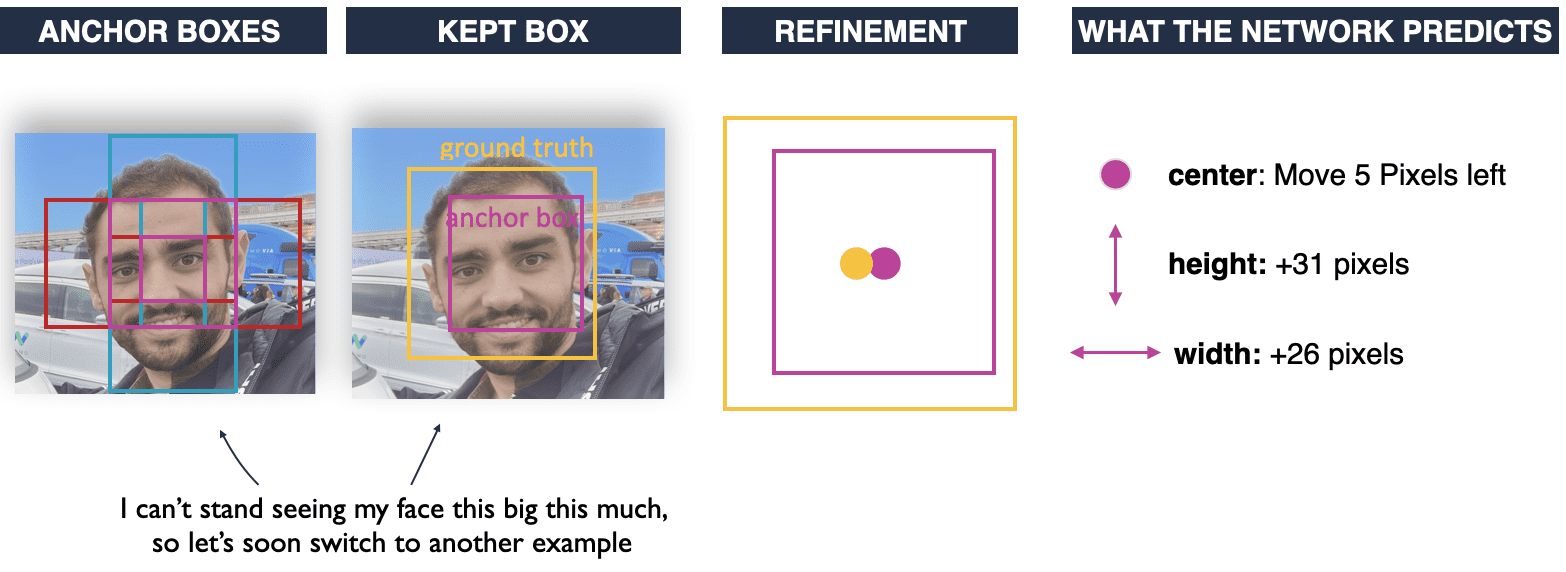 ANCHOR BOXES
KEPT BOX
REFINEMENT
WHAT THE NETWORK PREDICTS
ground truth
anchor box
center: Move 5 Pixels left
height: +31 pixels
width: +26 pixels
I can't stand seeing my face this big this much,
so let's soon switch to another example